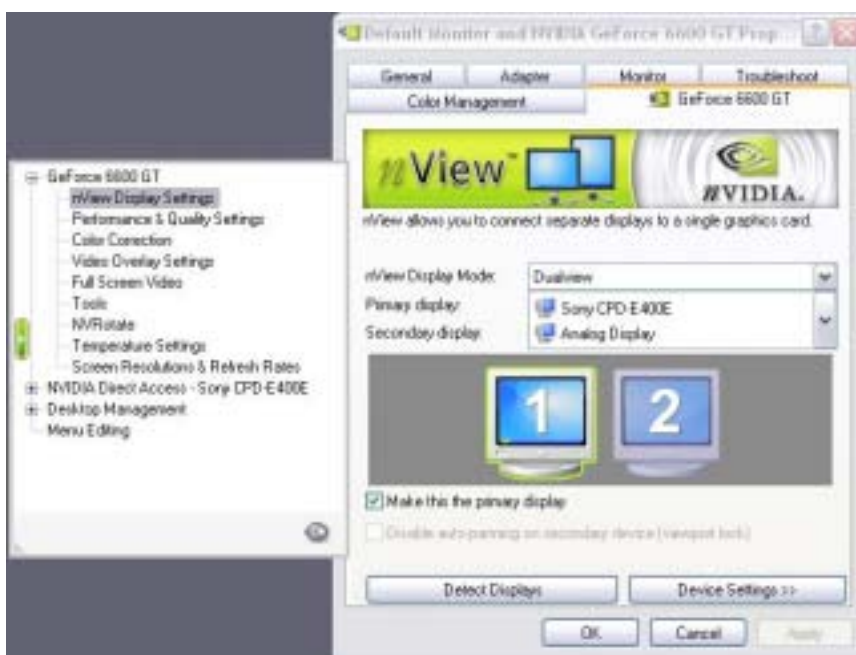 Default Monitor and NVIDIA GeForce 6600 GT Prop...
General
Adapter
Monitor
Troubleshoot
Color Management
GeForce 6600 GT
nView™
nVIDIA.
nView allows you to connect separate displays to a single graphics card.
GeForce 6600 GT
nView Display Settings
Performance & Quality Settings
Color Correction
Video Overlay Settings
Full Screen Video
Tools
NVRotate
Temperature Settings
Screen Resolutions & Refresh Rates
NVIDIA Direct Access - Sony CPD-E400E
Desktop Management
Menu Editing
nView Display Mode:
Dualview
Primary display:
Sony CPD-E400E
Secondary display:
Analog Display
1
2
Make this the primary display
Disable auto-panning on secondary device (viewport lock)
Detect Displays
Device Settings >>
OK
Cancel
Apply